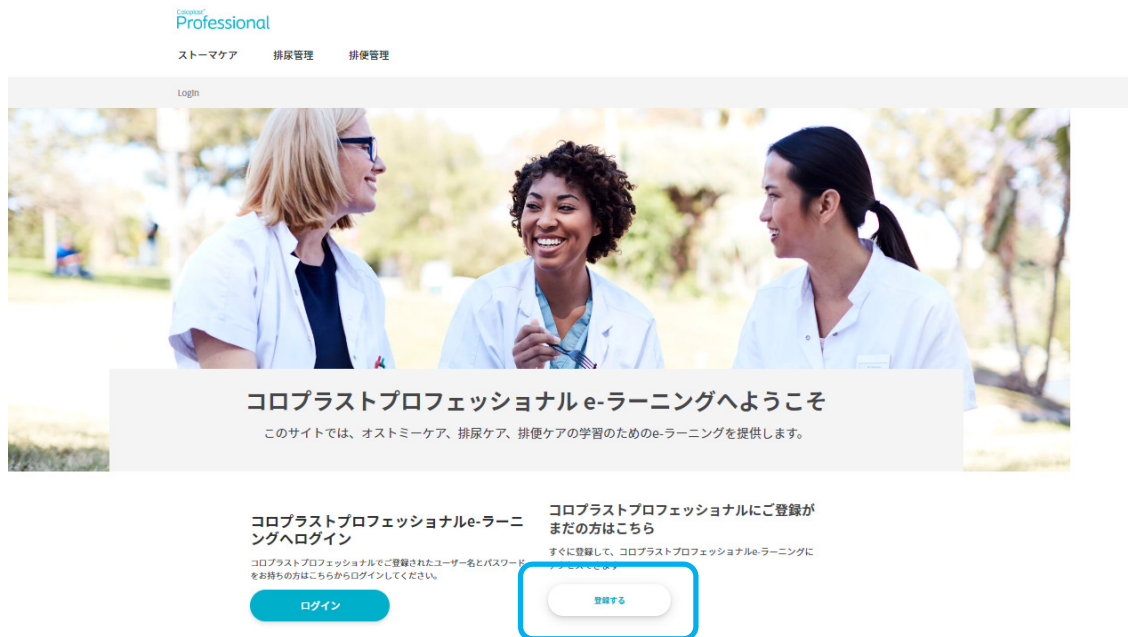 Coloplast
Professional
ストーマケア
排尿管理
排便管理
Login
コロプラストプロフェッショナル e-ラーニングへようこそ
このサイトでは、オストミーケア、排尿ケア、排便ケアの学習のためのe-ラーニングを提供します。
コロプラストプロフェッショナルe-ラーニ
ングへログイン
コロプラストプロフェッショナルでご登録されたユーザー名とパスワード
をお持ちの方はこちらからログインしてください。
ログイン
コロプラストプロフェッショナルにご登録が
まだの方はこちら
すぐに登録して、コロプラストプロフェッショナルe-ラーニングに
アクセスできます
登録する